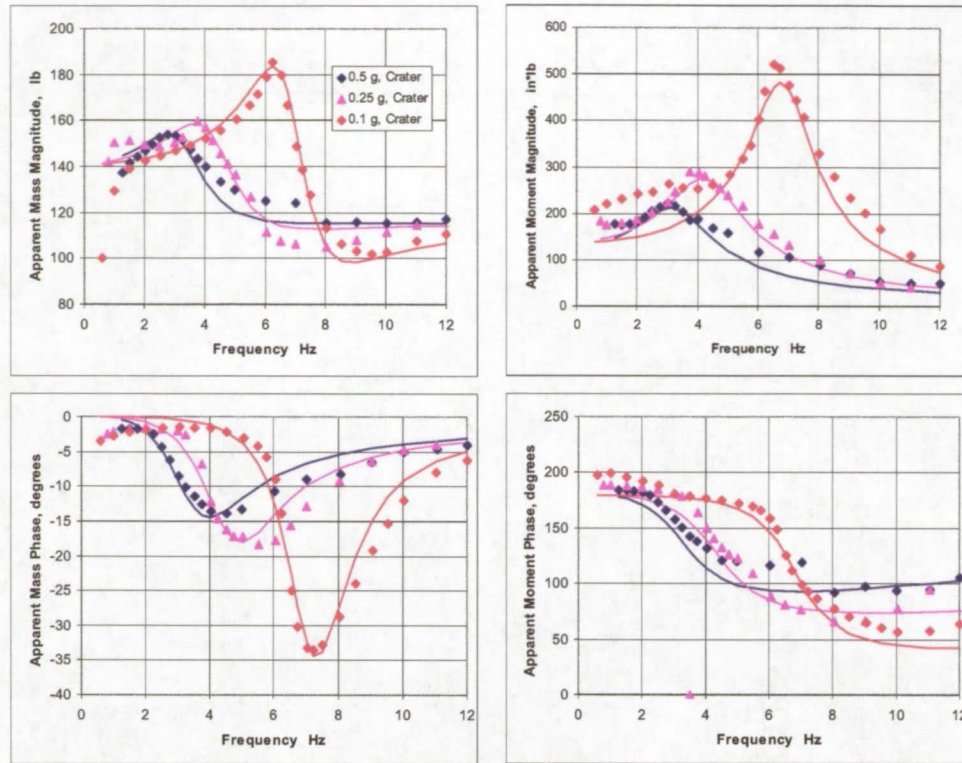 200
180
160
140
120
100
80
0 2 4 6 8 10 12
Apparent Mass Magnitude, lb
Frequency Hz
0.5 g, Crater
0.25 g, Crater
0.1 g, Crater
600
500
400
300
200
100
0
0 2 4 6 8 10 12
Apparent Moment Magnitude, in*lb
Frequency Hz
0
-5
-10
-15
-20
-25
-30
-35
-40
0 2 4 6 8 10 12
Apparent Mass Phase, degrees
Frequency Hz
250
200
150
100
50
0
0 2 4 6 8 10 12
Apparent Moment Phase, degrees
Frequency Hz